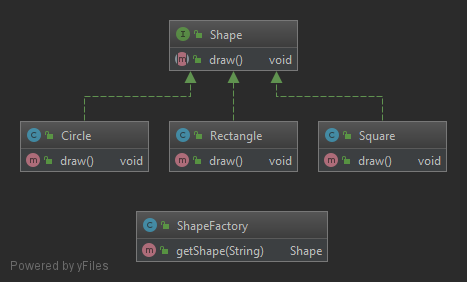 Shape
draw() void
Circle
draw() void
Rectangle
draw() void
Square
draw() void
ShapeFactory
getShape(String) Shape
Powered by yFiles